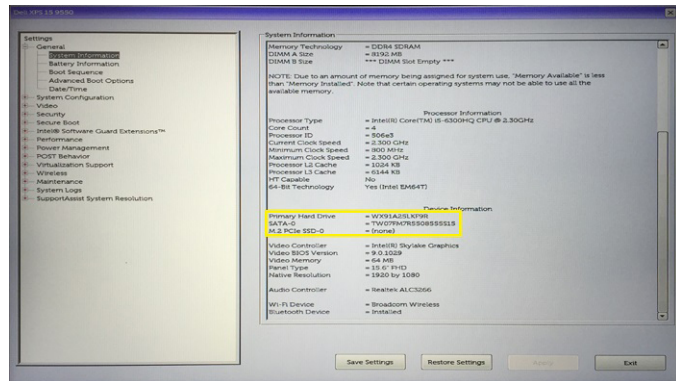 Dell XPS 15 9550
Settings
General
System Information
Battery Information
Boot Sequence
Advanced Boot Options
Date/Time
System Configuration
Video
Security
Secure Boot
Intel® Software Guard Extensions™
Performance
Power Management
POST Behavior
Virtualization Support
Wireless
Maintenance
System Logs
SupportAssist System Resolution
System Information
Memory Technology = DDR4 SDRAM
DIMM A Size = 8192 MB
DIMM B Size *** DIMM Slot Empty ***
NOTE: Due to an amount of memory being assigned for system use, "Memory Available" is less
than "Memory Installed". Note that certain operating systems may not be able to use all the
available memory.
Processor Information
Processor Type = Intel(R) Core(TM) i5-6300HQ CPU @ 2.30GHz
Core Count = 4
Processor ID = 506e3
Current Clock Speed = 2.300 GHz
Minimum Clock Speed = 800 MHz
Maximum Clock Speed = 2.300 GHz
Processor L2 Cache = 1024 KB
Processor L3 Cache = 6144 KB
HT Capable No
64-Bit Technology Yes (Intel EM64T)
Device Information
Primary Hard Drive = WX91A25LKP9R
SATA-0
M.2 PCIe SSD-0 = (none)
Video Controller = Intel(R) Skylake Graphics
Video BIOS Version = 9.0.1029
Video Memory = 64 MB
Panel Type = 15.6" FHD
Native Resolution = 1920 by 1080
Audio Controller = Realtek ALC3266
Wi-Fi Device = Broadcom Wireless
Bluetooth Device = Installed
Save Settings
Restore Settings
Apply
Exit